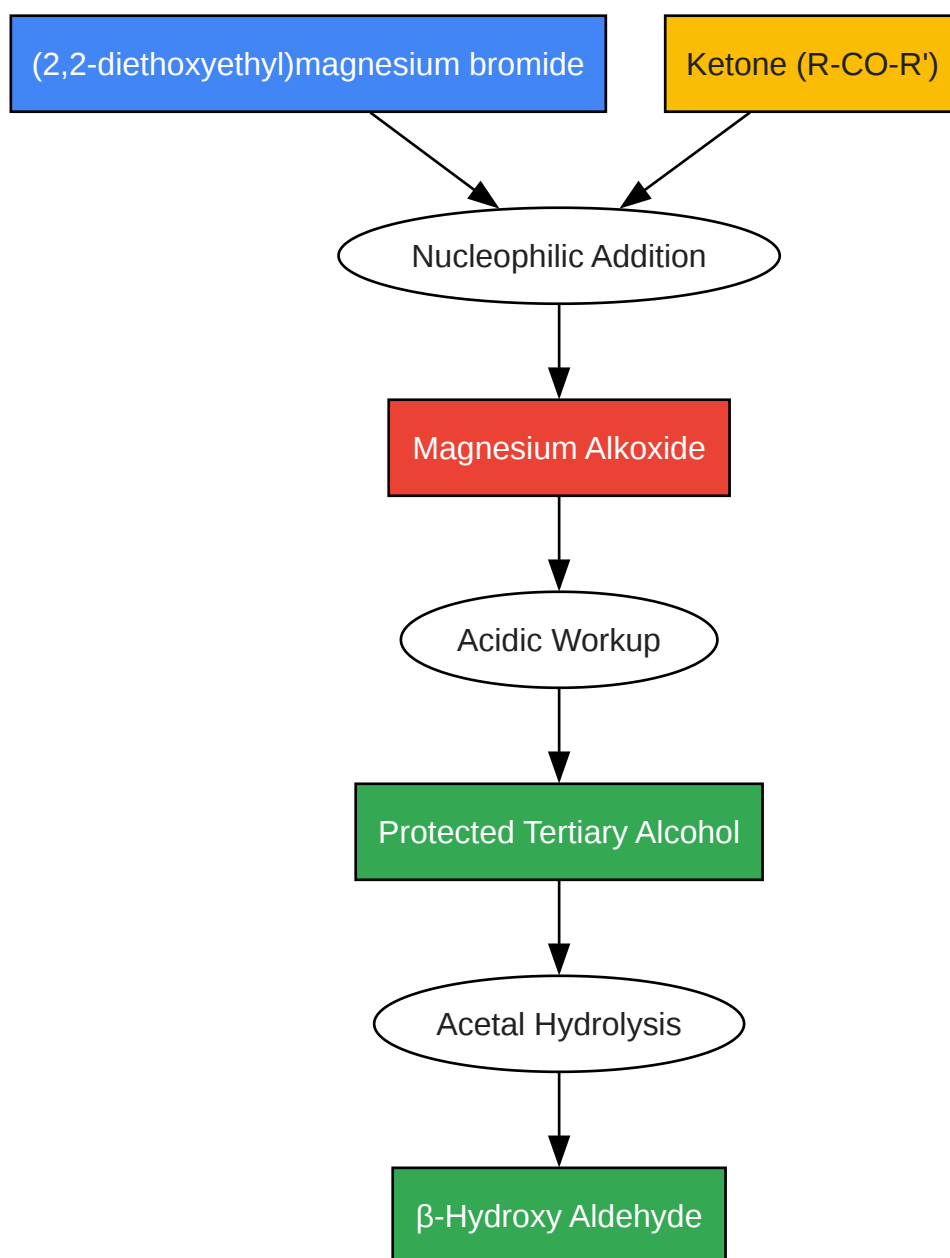 (2,2-diethoxyethyl)magnesium bromide
Ketone (R-CO-R')
Nucleophilic Addition
Magnesium Alkoxide
Acidic Workup
Protected Tertiary Alcohol
Acetal Hydrolysis
β-Hydroxy Aldehyde